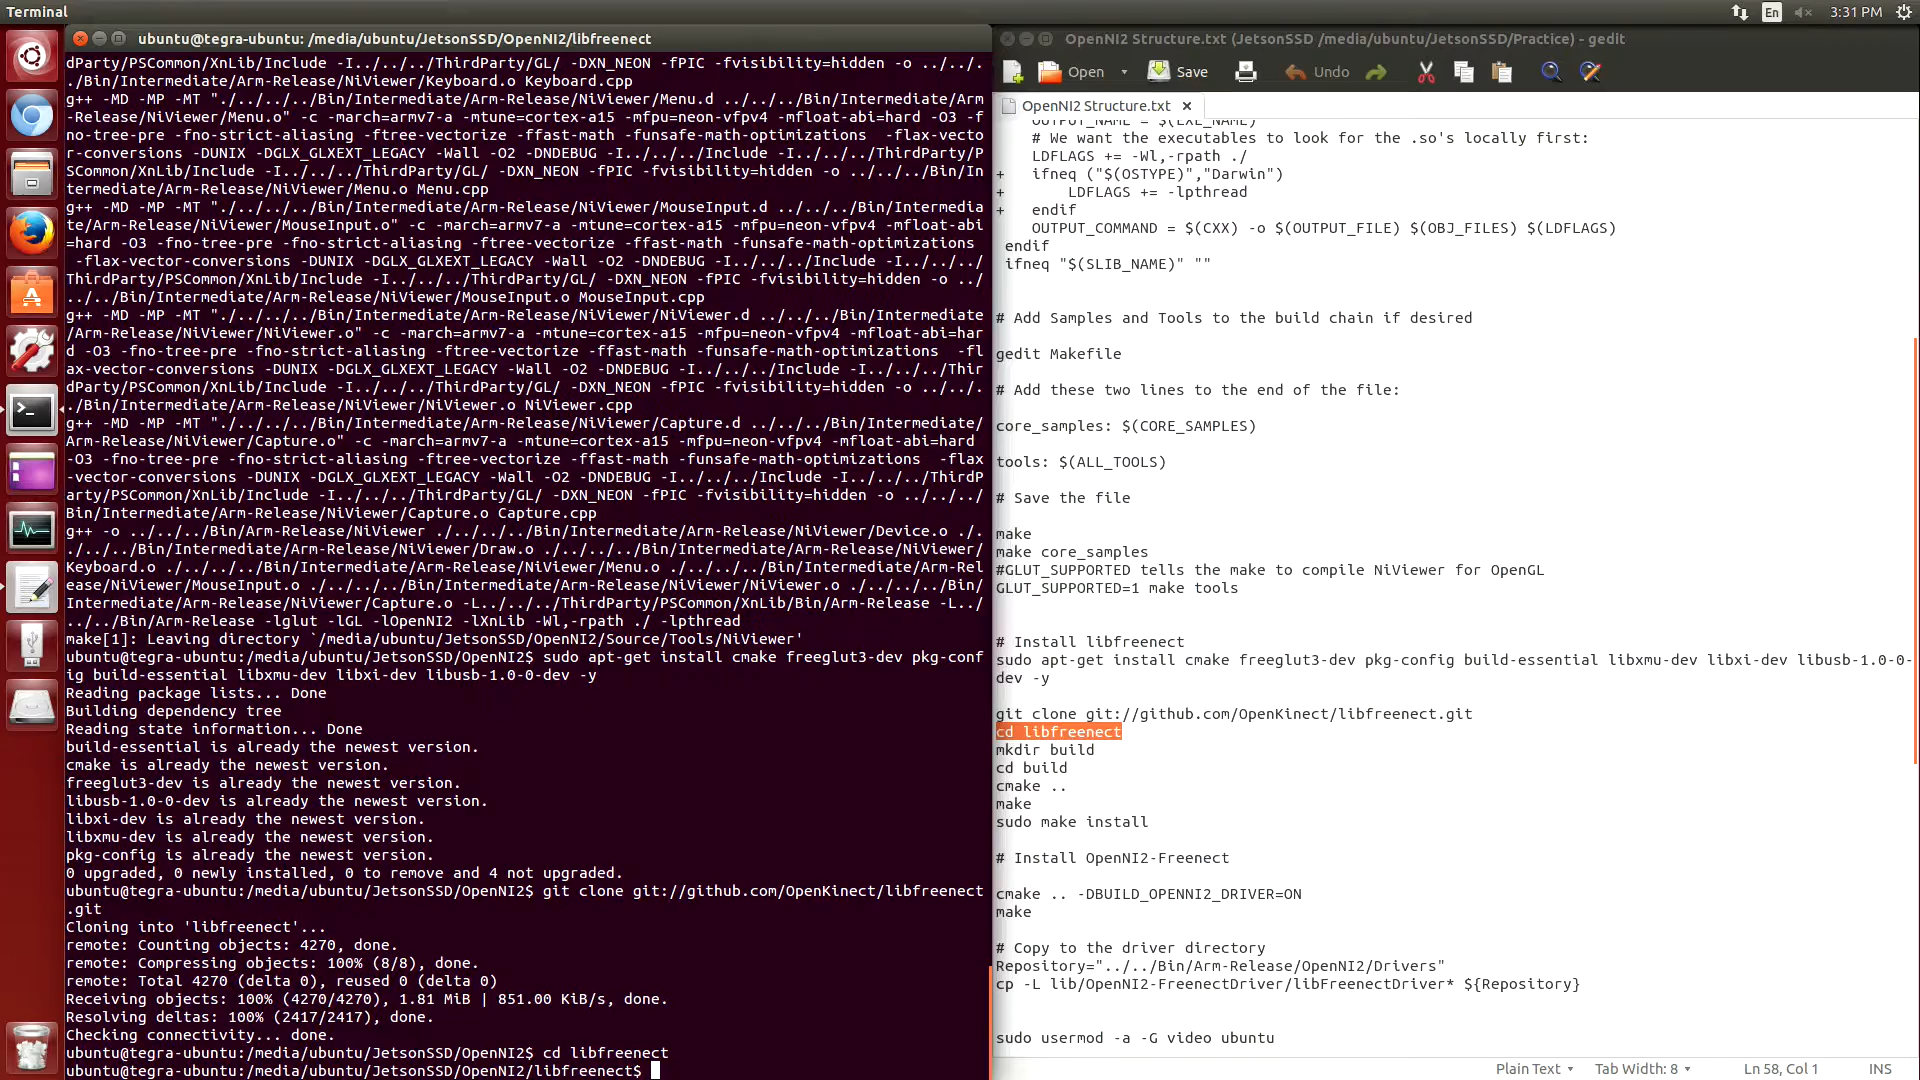 Terminal
En
3:31 PM
ubuntu@tegra-ubuntu: /media/ubuntu/JetsonSSD/OpenNI2/libfreenect
dParty/PSCommon/XnLib/Include -I../../../ThirdParty/GL/ -DXN_NEON -fPIC -fvisibility=hidden -o ../../.
./Bin/Intermediate/Arm-Release/NiViewer/Keyboard.o Keyboard.cpp
g++ -MD -MP -MT "./../../../Bin/Intermediate/Arm-Release/NiViewer/Menu.d ../../../Bin/Intermediate/Arm
-Release/NiViewer/Menu.o" -c -march=armv7-a -mtune=cortex-a15 -mfpu=neon-vfpv4 -mfloat-abi=hard -O3 -f
no-tree-pre -fno-strict-aliasing -ftree-vectorize -ffast-math -funsafe-math-optimizations  -flax-vecto
r-conversions -DUNIX -DGLX_GLXEXT_LEGACY -Wall -O2 -DNDEBUG -I../../../Include -I../../../ThirdParty/P
SCommon/XnLib/Include -I../../../ThirdParty/GL/ -DXN_NEON -fPIC -fvisibility=hidden -o ../../../Bin/In
termediate/Arm-Release/NiViewer/Menu.o Menu.cpp
g++ -MD -MP -MT "./../../../Bin/Intermediate/Arm-Release/NiViewer/MouseInput.d ../../../Bin/Intermedia
te/Arm-Release/NiViewer/MouseInput.o" -c -march=armv7-a -mtune=cortex-a15 -mfpu=neon-vfpv4 -mfloat-abi
=hard -O3 -fno-tree-pre -fno-strict-aliasing -ftree-vectorize -ffast-math -funsafe-math-optimizations
 -flax-vector-conversions -DUNIX -DGLX_GLXEXT_LEGACY -Wall -O2 -DNDEBUG -I../../../Include -I../../../
ThirdParty/PSCommon/XnLib/Include -I../../../ThirdParty/GL/ -DXN_NEON -fPIC -fvisibility=hidden -o ../
../../Bin/Intermediate/Arm-Release/NiViewer/MouseInput.o MouseInput.cpp
g++ -MD -MP -MT "./../../../Bin/Intermediate/Arm-Release/NiViewer/NiViewer.d ../../../Bin/Intermediate
/Arm-Release/NiViewer/NiViewer.o" -c -march=armv7-a -mtune=cortex-a15 -mfpu=neon-vfpv4 -mfloat-abi=har
d -O3 -fno-tree-pre -fno-strict-aliasing -ftree-vectorize -ffast-math -funsafe-math-optimizations  -fl
ax-vector-conversions -DUNIX -DGLX_GLXEXT_LEGACY -Wall -O2 -DNDEBUG -I../../../Include -I../../../Thir
dParty/PSCommon/XnLib/Include -I../../../ThirdParty/GL/ -DXN_NEON -fPIC -fvisibility=hidden -o ../../.
./Bin/Intermediate/Arm-Release/NiViewer/NiViewer.o NiViewer.cpp
g++ -MD -MP -MT "./../../../Bin/Intermediate/Arm-Release/NiViewer/Capture.d ../../../Bin/Intermediate/
Arm-Release/NiViewer/Capture.o" -c -march=armv7-a -mtune=cortex-a15 -mfpu=neon-vfpv4 -mfloat-abi=hard
-O3 -fno-tree-pre -fno-strict-aliasing -ftree-vectorize -ffast-math -funsafe-math-optimizations  -flax
-vector-conversions -DUNIX -DGLX_GLXEXT_LEGACY -Wall -O2 -DNDEBUG -I../../../Include -I../../../ThirdP
arty/PSCommon/XnLib/Include -I../../../ThirdParty/GL/ -DXN_NEON -fPIC -fvisibility=hidden -o ../../../
Bin/Intermediate/Arm-Release/NiViewer/Capture.o Capture.cpp
g++ -o ../../../Bin/Arm-Release/NiViewer ./../../../Bin/Intermediate/Arm-Release/NiViewer/Device.o ./.
./../../Bin/Intermediate/Arm-Release/NiViewer/Draw.o ./../../../Bin/Intermediate/Arm-Release/NiViewer/
Keyboard.o ./../../../Bin/Intermediate/Arm-Release/NiViewer/Menu.o ./../../../Bin/Intermediate/Arm-Rel
ease/NiViewer/MouseInput.o ./../../../Bin/Intermediate/Arm-Release/NiViewer/NiViewer.o ./../../../Bin/
Intermediate/Arm-Release/NiViewer/Capture.o -L../../../ThirdParty/PSCommon/XnLib/Bin/Arm-Release -L../
../../Bin/Arm-Release -lglut -lGL -lOpenNI2 -lXnLib -Wl,-rpath ./ -lpthread
make[1]: Leaving directory `/media/ubuntu/JetsonSSD/OpenNI2/Source/Tools/NiViewer'
ubuntu@tegra-ubuntu:/media/ubuntu/JetsonSSD/OpenNI2$ sudo apt-get install cmake freeglut3-dev pkg-conf
ig build-essential libxmu-dev libxi-dev libusb-1.0-0-dev -y
Reading package lists... Done
Building dependency tree
Reading state information... Done
build-essential is already the newest version.
cmake is already the newest version.
freeglut3-dev is already the newest version.
libusb-1.0-0-dev is already the newest version.
libxi-dev is already the newest version.
libxmu-dev is already the newest version.
pkg-config is already the newest version.
0 upgraded, 0 newly installed, 0 to remove and 4 not upgraded.
ubuntu@tegra-ubuntu:/media/ubuntu/JetsonSSD/OpenNI2$ git clone git://github.com/OpenKinect/libfreenect
.git
Cloning into 'libfreenect'...
remote: Counting objects: 4270, done.
remote: Compressing objects: 100% (8/8), done.
remote: Total 4270 (delta 0), reused 0 (delta 0)
Receiving objects: 100% (4270/4270), 1.81 MiB | 851.00 KiB/s, done.
Resolving deltas: 100% (2417/2417), done.
Checking connectivity... done.
ubuntu@tegra-ubuntu:/media/ubuntu/JetsonSSD/OpenNI2$ cd libfreenect
ubuntu@tegra-ubuntu:/media/ubuntu/JetsonSSD/OpenNI2/libfreenect$
OpenNI2 Structure.txt (JetsonSSD /media/ubuntu/JetsonSSD/Practice) - gedit
Open
Save
Undo
OpenNI2 Structure.txt
OUTPUT_NAME = $(EXE_NAME)
# We want the executables to look for the .so's locally first:
LDFLAGS += -Wl,-rpath ./
+   ifneq ("$(OSTYPE)","Darwin")
+       LDFLAGS += -lpthread
+   endif
OUTPUT_COMMAND = $(CXX) -o $(OUTPUT_FILE) $(OBJ_FILES) $(LDFLAGS)
endif
ifneq "$(SLIB_NAME)" ""
# Add Samples and Tools to the build chain if desired
gedit Makefile
# Add these two lines to the end of the file:
core_samples: $(CORE_SAMPLES)
tools: $(ALL_TOOLS)
# Save the file
make
make core_samples
#GLUT_SUPPORTED tells the make to compile NiViewer for OpenGL
GLUT_SUPPORTED=1 make tools
# Install libfreenect
sudo apt-get install cmake freeglut3-dev pkg-config build-essential libxmu-dev libxi-dev libusb-1.0-0-
dev -y
git clone git://github.com/OpenKinect/libfreenect.git
cd libfreenect
mkdir build
cd build
cmake ..
make
sudo make install
# Install OpenNI2-Freenect
cmake .. -DBUILD_OPENNI2_DRIVER=ON
make
# Copy to the driver directory
Repository="../../Bin/Arm-Release/OpenNI2/Drivers"
cp -L lib/OpenNI2-FreenectDriver/libFreenectDriver* ${Repository}
sudo usermod -a -G video ubuntu
Plain Text
Tab Width: 8
Ln 58, Col 1
INS